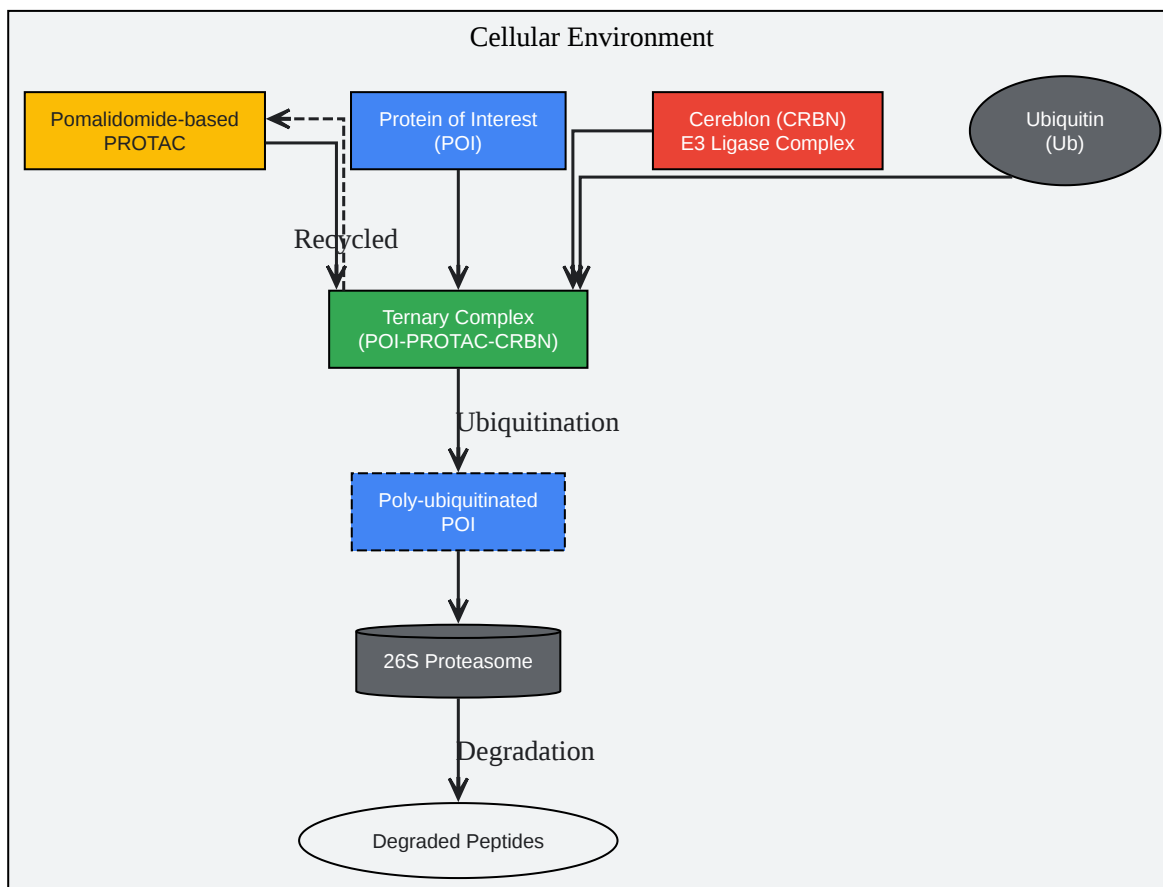 Cellular Environment
Pomalidomide-based
PROTAC
Protein of Interest
(POI)
Cereblon (CRBN)
E3 Ligase Complex
Ubiquitin
(Ub)
Recycled
Ternary Complex
(POI-PROTAC-CRBN)
Ubiquitination
Poly-ubiquitinated
POI
26S Proteasome
Degradation
Degraded Peptides